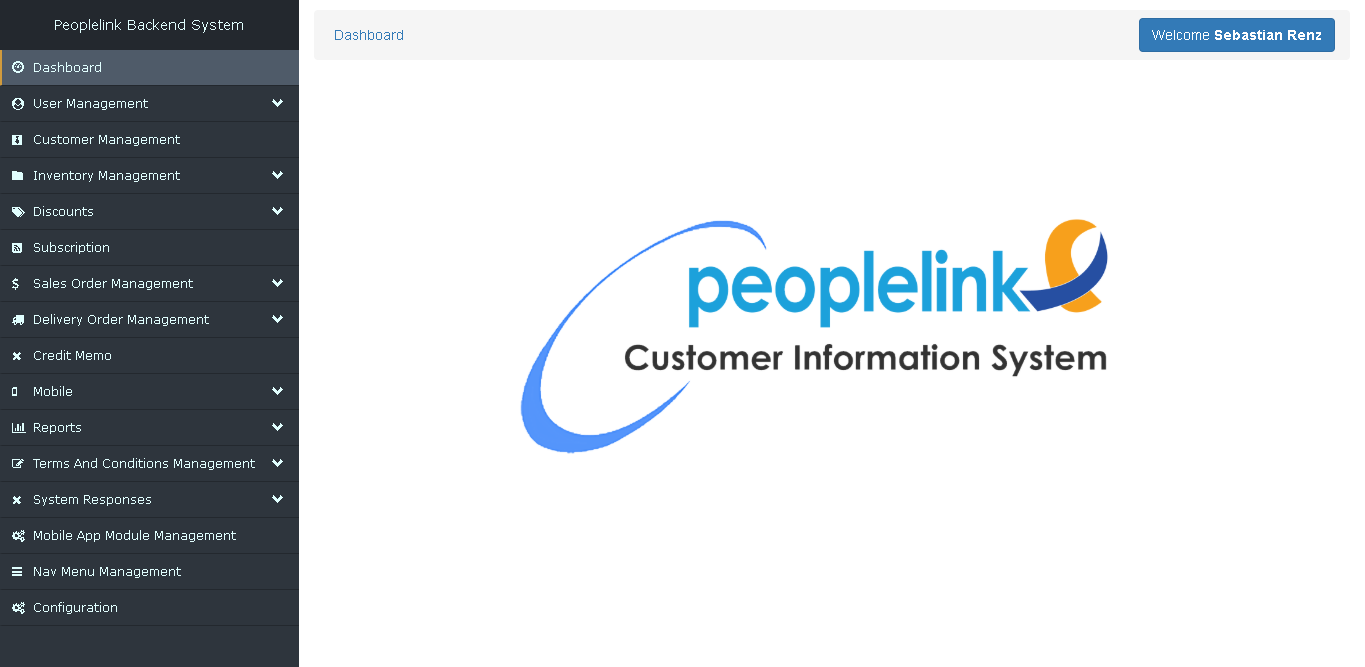 Peoplelink Backend System
Dashboard
User Management
Customer Management
Inventory Management
Discounts
Subscription
Sales Order Management
Delivery Order Management
Credit Memo
Mobile
Reports
Terms And Conditions Management
System Responses
Mobile App Module Management
Nav Menu Management
Configuration
Dashboard
Welcome Sebastian Renz
peoplelink
Customer Information System